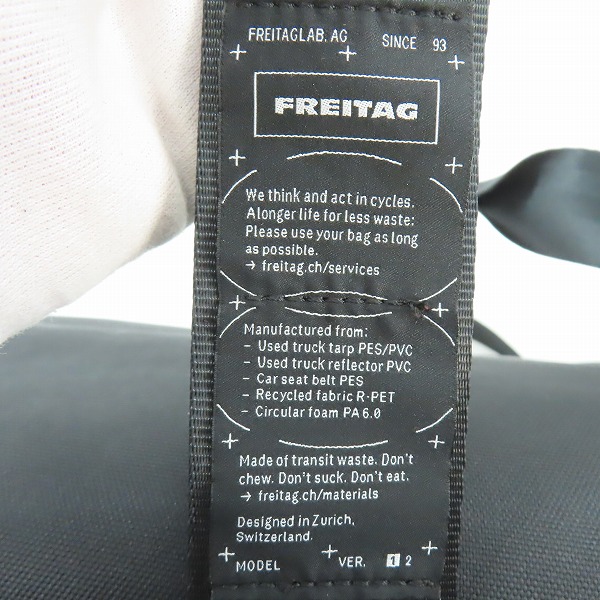 FREITAGLAB. AG SINCE 93
FREITAG
We think and act in cycles.
A longer life for less waste:
Please use your bag as long
as possible.
→ freitag.ch/services
Manufactured from:
- Used truck tarp PES/PVC
- Used truck reflector PVC
- Car seat belt PES
- Recycled fabric R-PET
- Circular foam PA 6.0
Made of transit waste. Don't
chew. Don't suck. Don't eat.
→ freitag.ch/materials
Designed in Zurich,
Switzerland.
MODEL VER. 1 2